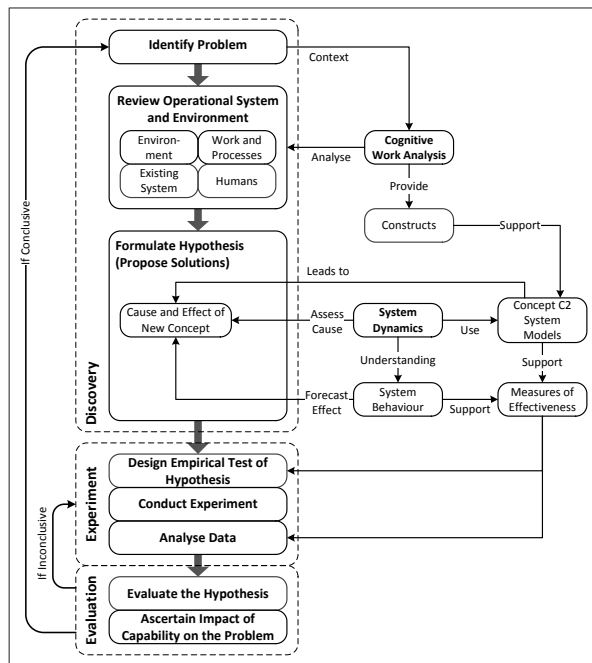 Identify Problem
Context
Review Operational System
and Environment
Environ-
ment
Work and
Processes
Existing
System
Humans
Cognitive
Work Analysis
Analyse
Provide
Constructs
Support
Formulate Hypothesis
(Propose Solutions)
Leads to
Cause and Effect of
New Concept
Assess
Cause
System
Dynamics
Use
Concept C2
System
Models
Understanding
Support
Forecast
Effect
System
Behaviour
Support
Measures of
Effectiveness
Discovery
If Conclusive
Design Empirical Test of
Hypothesis
Conduct Experiment
Analyse Data
Experiment
If Inconclusive
Evaluate the Hypothesis
Ascertain Impact of
Capability on the Problem
Evaluation